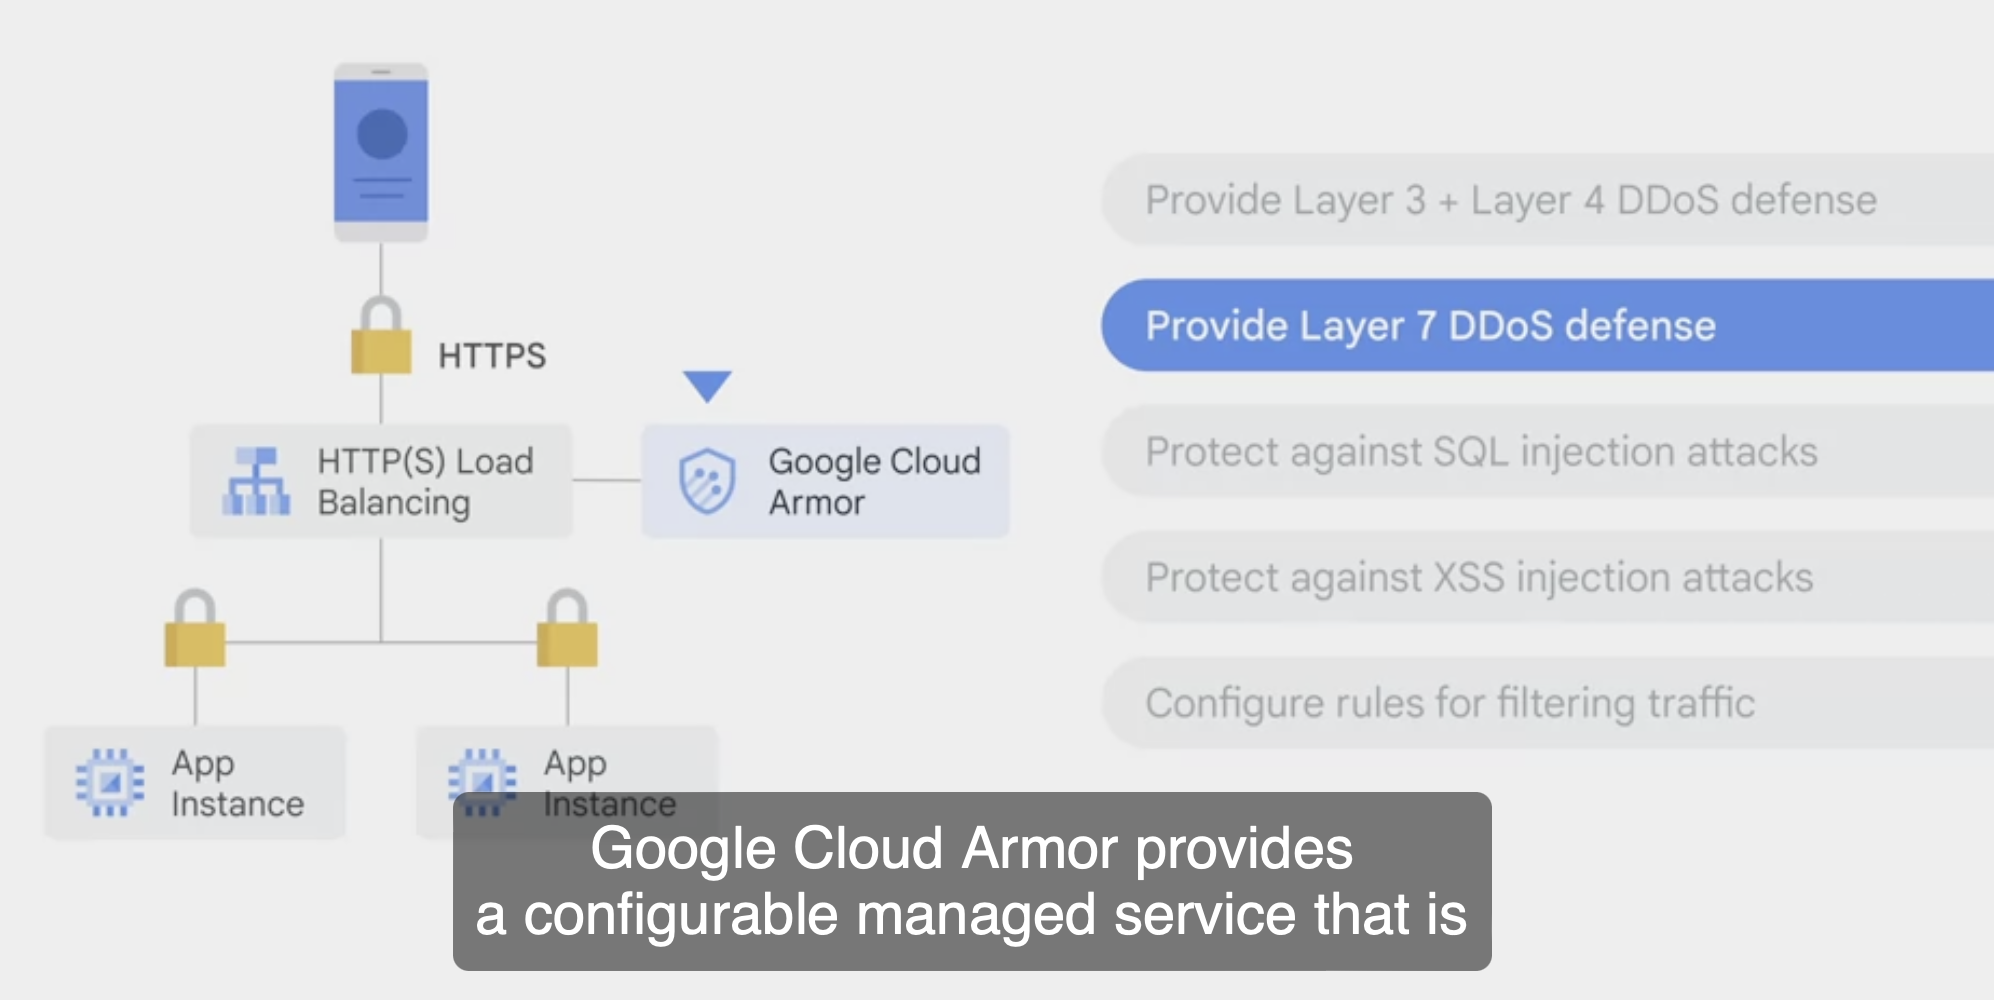 HTTPS
HTTP(S) Load
Balancing
Google Cloud
Armor
App
Instance
App
Instance
Provide Layer 3 + Layer 4 DDoS defense
Provide Layer 7 DDoS defense
Protect against SQL injection attacks
Protect against XSS injection attacks
Configure rules for filtering traffic
Google Cloud Armor provides
a configurable managed service that is